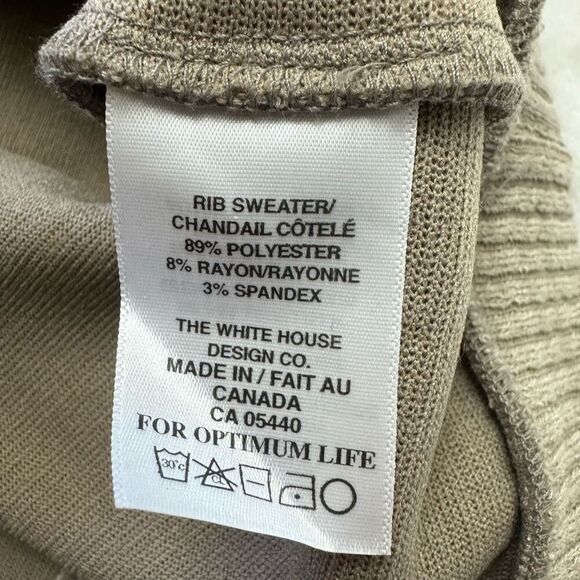 RIB SWEATER/
CHANDAIL CÔTELÉ
89% POLYESTER
8% RAYON/RAYONNE
3% SPANDEX
THE WHITE HOUSE
DESIGN CO.
MADE IN / FAIT AU
CANADA
CA 05440
FOR OPTIMUM LIFE
30°c CL